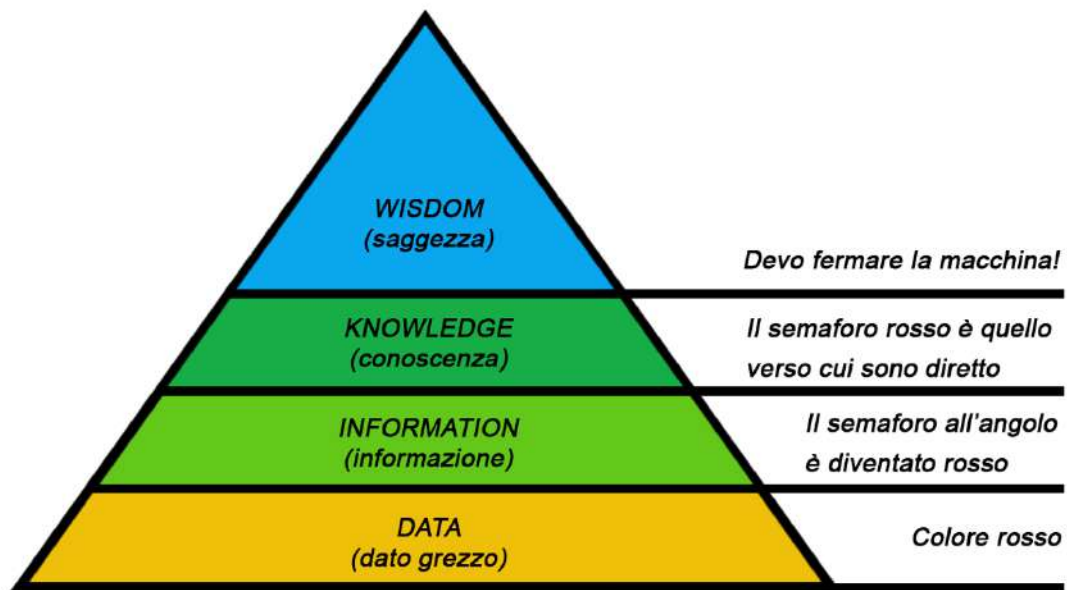 WISDOM
(saggezza)
Devo fermare la macchina!
KNOWLEDGE
(conoscenza)
Il semaforo rosso è quello
verso cui sono diretto
INFORMATION
(informazione)
Il semaforo all'angolo
è diventato rosso
DATA
(dato grezzo)
Colore rosso